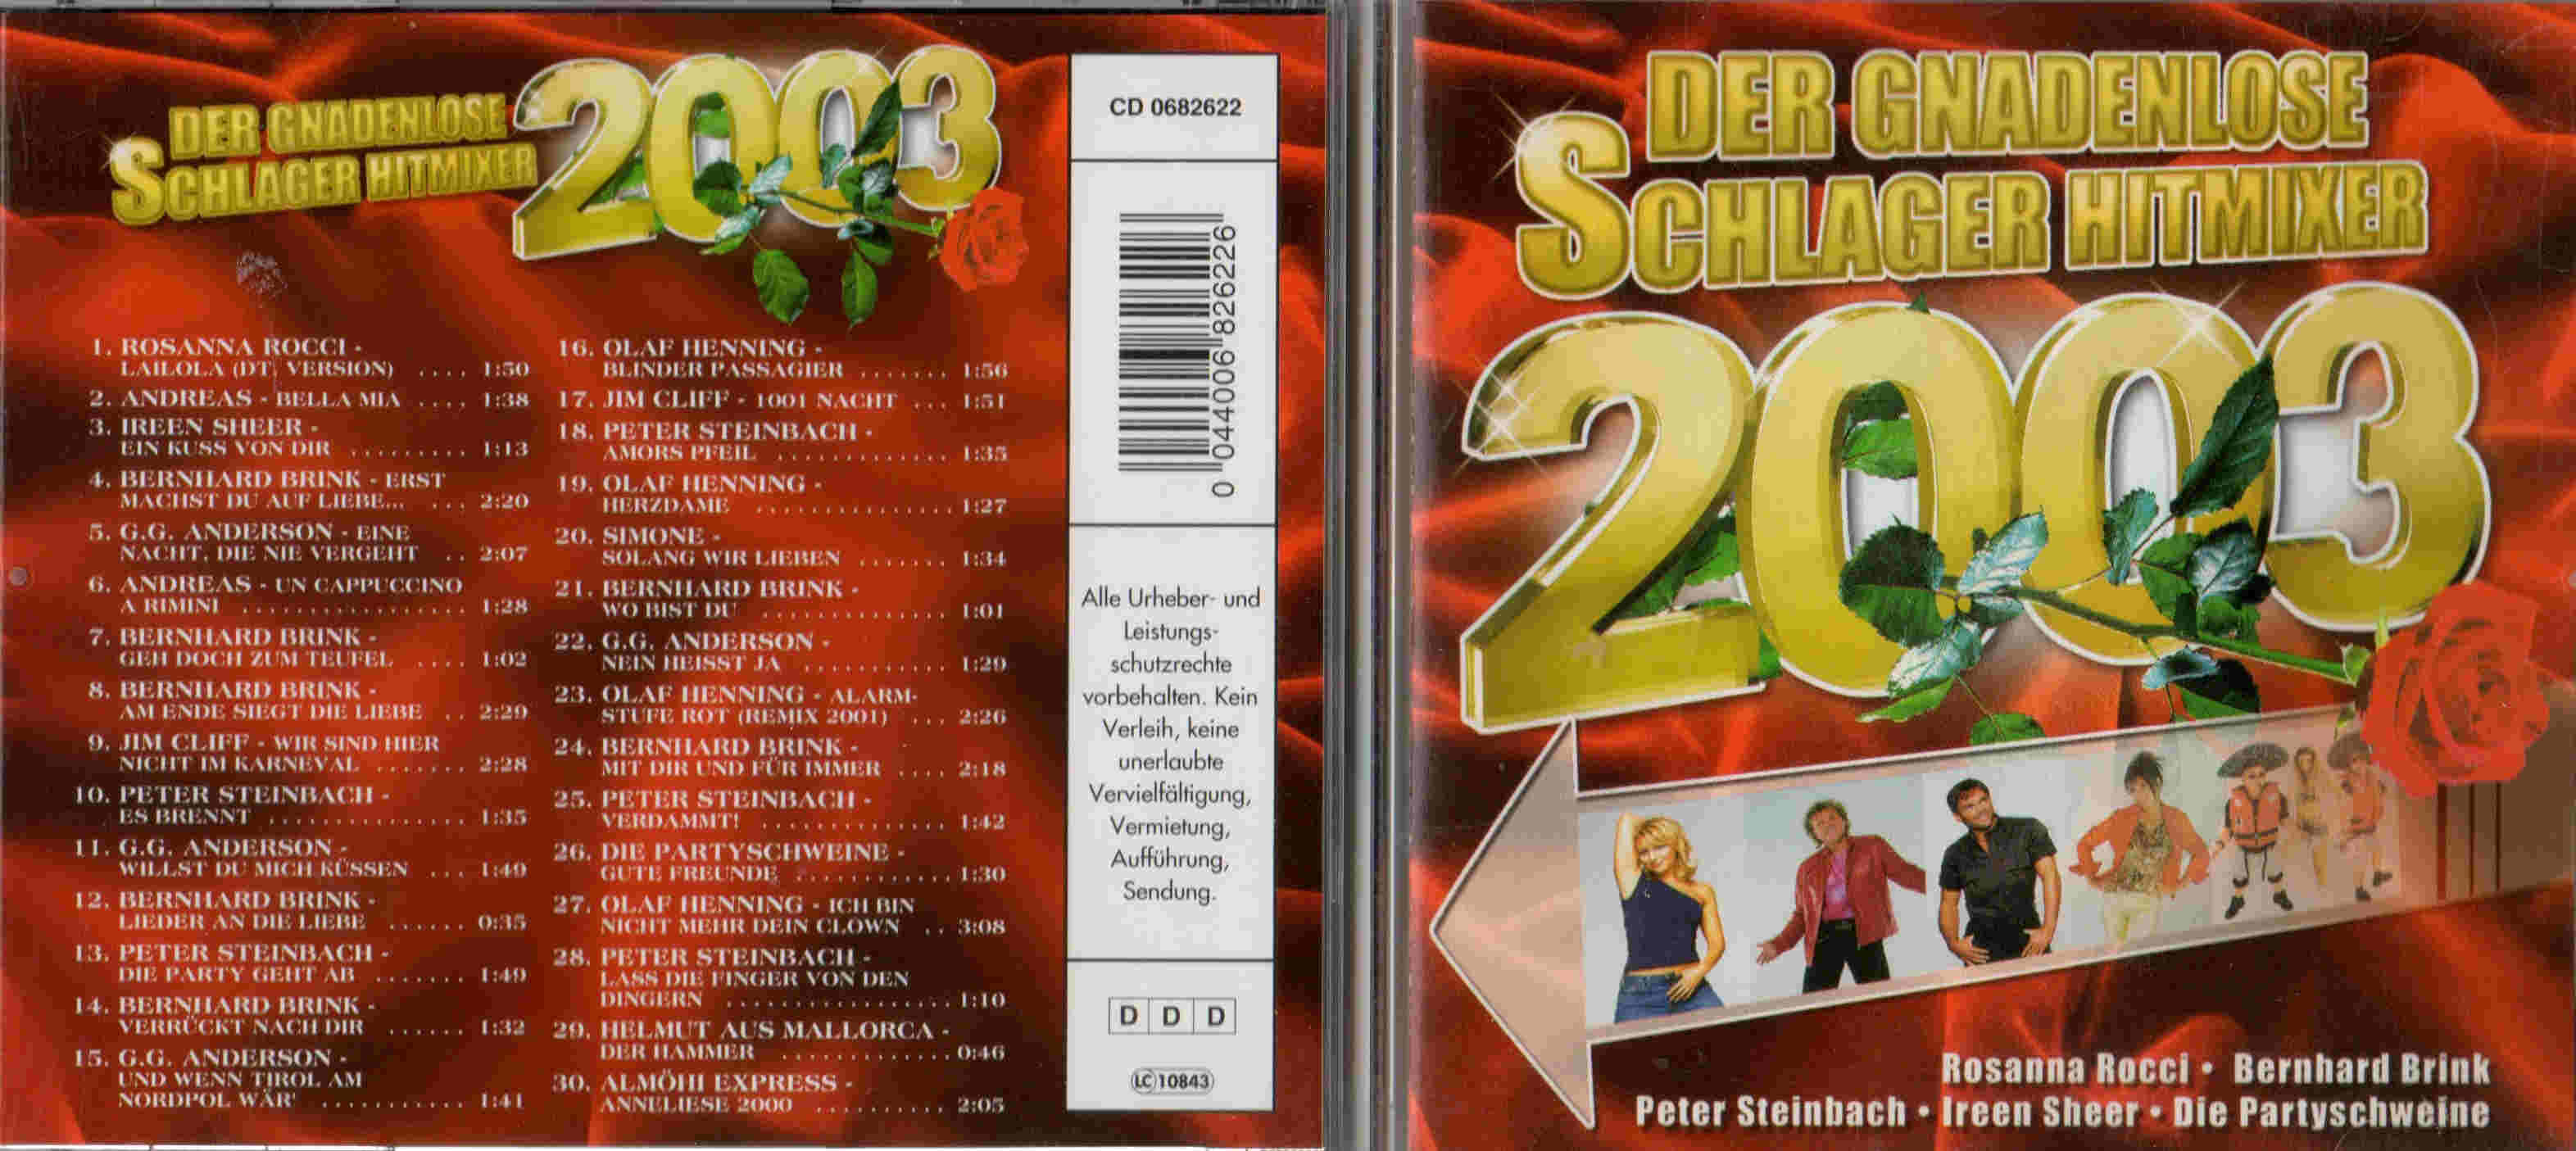 DER GNADENLOSE
SCHLAGER HITMIXER
2003
1. ROSANNA ROCCI -
LAILOLA (DT. VERSION) .... 1:50
2. ANDREAS - BELLA MIA .... 1:38
3. IREEN SHEER -
EIN KUSS VON DIR ......... 1:13
4. BERNHARD BRINK - ERST
MACHST DU AUF LIEBE... ... 2:20
5. G.G. ANDERSON - EINE
NACHT, DIE NIE VERGEHT .. 2:07
6. ANDREAS - UN CAPPUCCINO
A RIMINI ................. 1:28
7. BERNHARD BRINK -
GEH DOCH ZUM TEUFEL .... 1:02
8. BERNHARD BRINK -
AM ENDE SIEGT DIE LIEBE .. 2:29
9. JIM CLIFF - WIR SIND HIER
NICHT IM KARNEVAL ....... 2:28
10. PETER STEINBACH -
ES BRENNT ............... 1:35
11. G.G. ANDERSON -
WILLST DU MICH KÜSSEN ... 1:49
12. BERNHARD BRINK -
LIEDER AN DIE LIEBE ...... 0:35
13. PETER STEINBACH -
DIE PARTY GEHT AB ....... 1:49
14. BERNHARD BRINK -
VERRÜCKT NACH DIR ...... 1:32
15. G.G. ANDERSON -
UND WENN TIROL AM
NORDPOL WÄR' ........... 1:41
16. OLAF HENNING -
BLINDER PASSAGIER ....... 1:56
17. JIM CLIFF - 1001 NACHT ... 1:51
18. PETER STEINBACH -
AMORS PFEIL ............. 1:35
19. OLAF HENNING -
HERZDAME ............... 1:27
20. SIMONE -
SOLANG WIR LIEBEN ....... 1:34
21. BERNHARD BRINK -
WO BIST DU .............. 1:01
22. G.G. ANDERSON -
NEIN HEISST JA ........... 1:29
23. OLAF HENNING - ALARM-
STUFE ROT (REMIX 2001) ... 2:26
24. BERNHARD BRINK -
MIT DIR UND FÜR IMMER .... 2:18
25. PETER STEINBACH -
VERDAMMT! .............. 1:42
26. DIE PARTYSCHWEINE -
GUTE FREUNDE ............ 1:30
27. OLAF HENNING - ICH BIN
NICHT MEHR DEIN CLOWN .. 3:08
28. PETER STEINBACH -
LASS DIE FINGER VON DEN
DINGERN ................. 1:10
29. HELMUT AUS MALLORCA -
DER HAMMER ............. 0:46
30. ALMÖHI EXPRESS -
ANNELIESE 2000 .......... 2:05
CD 0682622
0 044006 826226
Alle Urheber- und
Leistungs-
schutzrechte
vorbehalten. Kein
Verleih, keine
unerlaubte
Vervielfältigung,
Vermietung,
Aufführung,
Sendung.
D D D
LC 10843
DER GNADENLOSE
SCHLAGER HITMIXER
2003
Rosanna Rocci • Bernhard Brink
Peter Steinbach • Ireen Sheer • Die Partyschweine